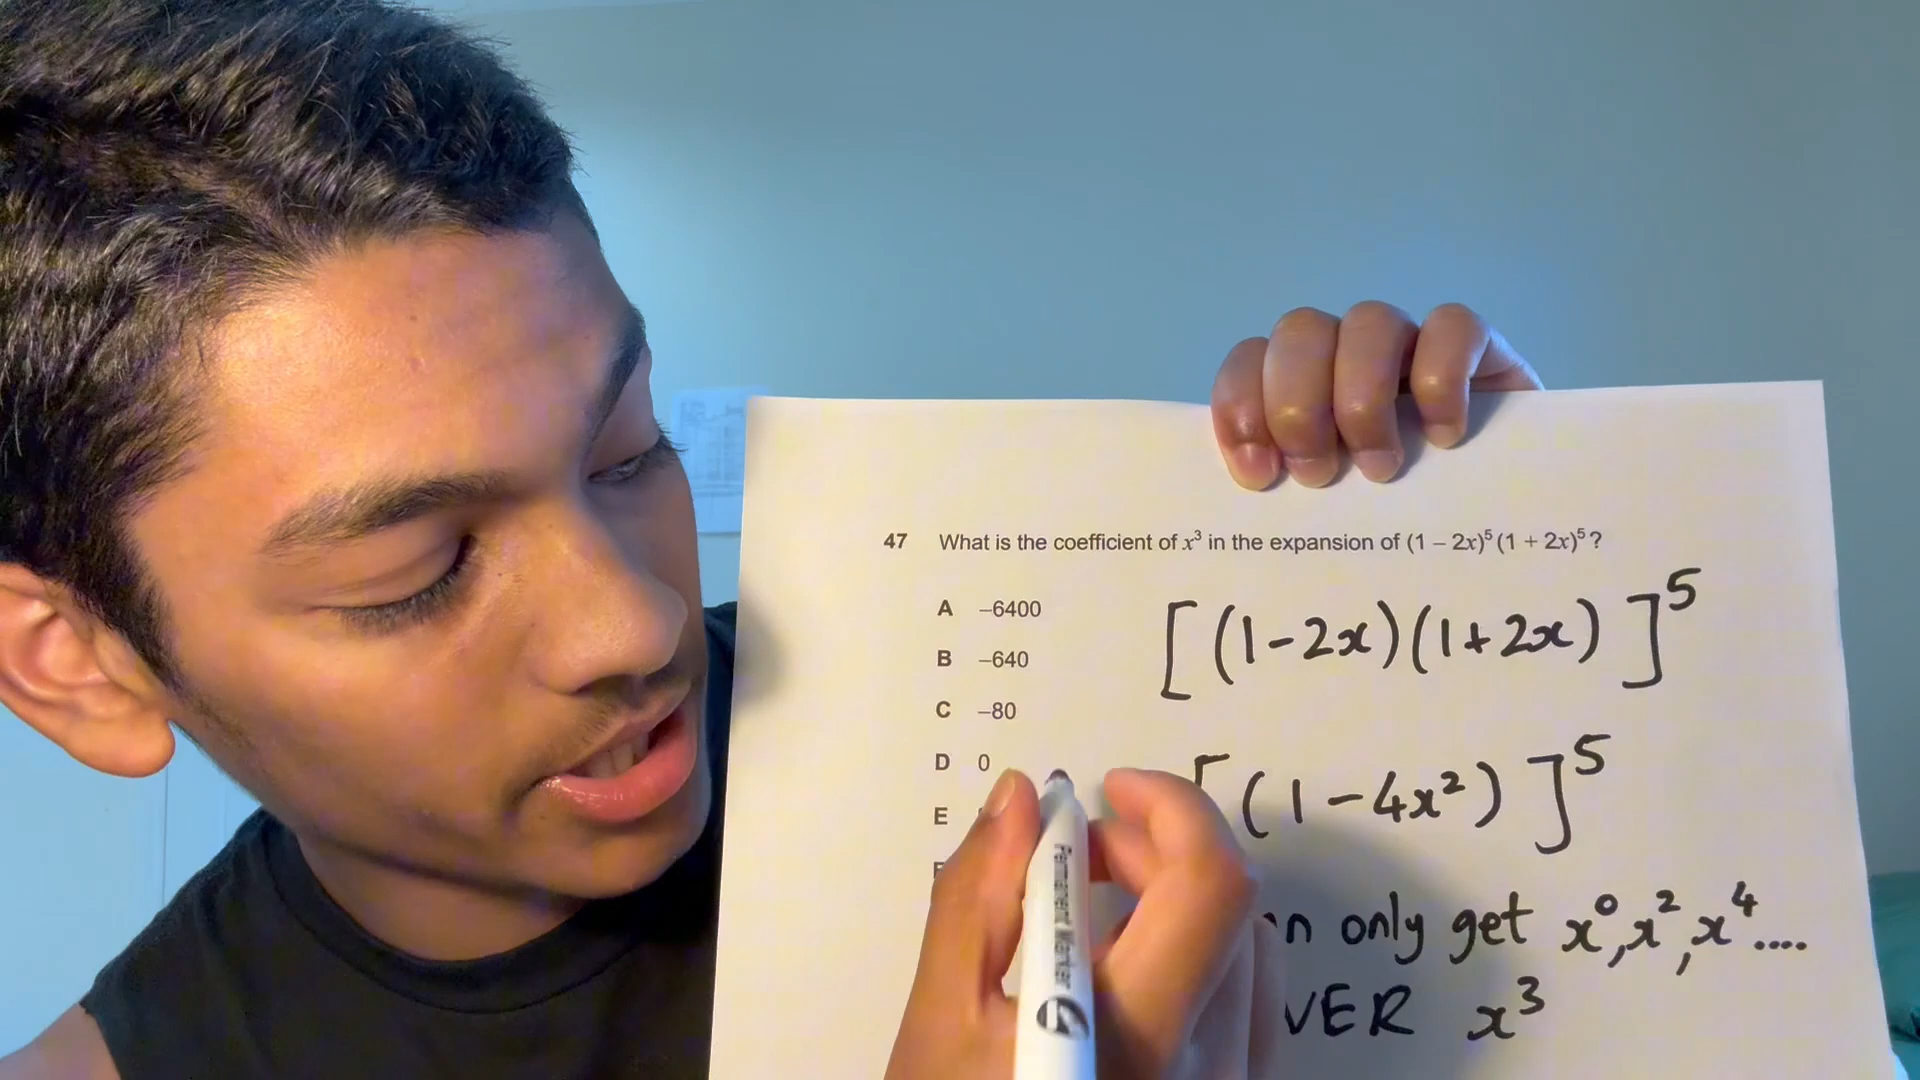 47 What is the coefficient of x³ in the expansion of (1 – 2x)⁵ (1 + 2x)⁵ ?
A –6400
[(1-2x)(1+2x)]⁵
B –640
C –80
D 0
[(1-4x²)]⁵
E
only get x⁰,x²,x⁴....
x³
Permanent Marker